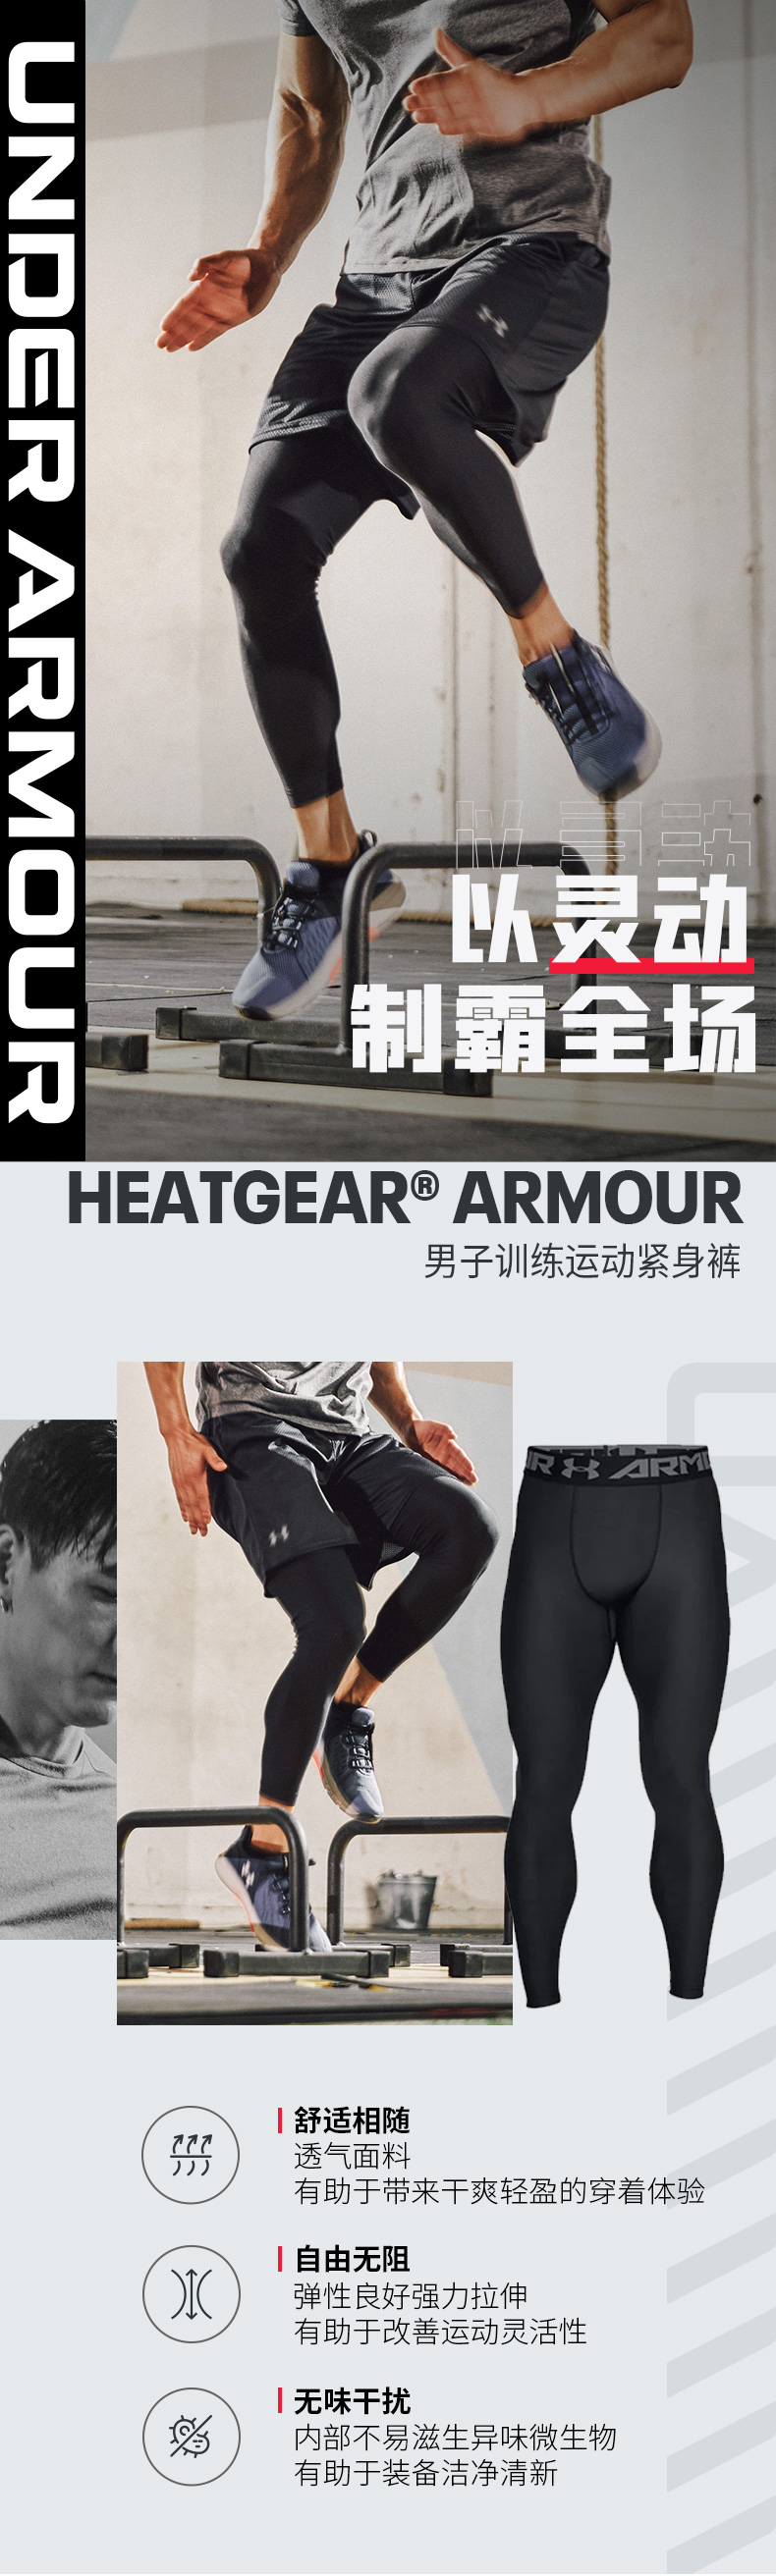 UNDER ARMOUR
以灵动
以灵动
制霸全场
HEATGEAR® ARMOUR
男子训练运动紧身裤
舒适相随
透气面料
有助于带来干爽轻盈的穿着体验
自由无阻
弹性良好强力拉伸
有助于改善运动灵活性
无味干扰
内部不易滋生异味微生物
有助于装备洁净清新